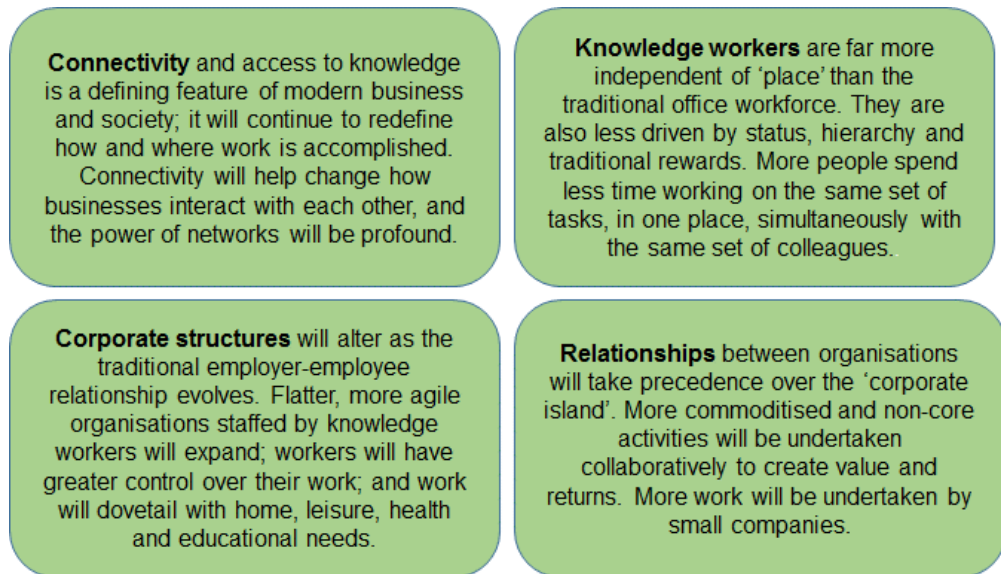 Connectivity and access to knowledge
is a defining feature of modern business
and society; it will continue to redefine
how and where work is accomplished.
Connectivity will help change how
businesses interact with each other, and
the power of networks will be profound.
Knowledge workers are far more
independent of ‘place’ than the
traditional office workforce. They are
also less driven by status, hierarchy and
traditional rewards. More people spend
less time working on the same set of
tasks, in one place, simultaneously with
the same set of colleagues.
Corporate structures will alter as the
traditional employer-employee
relationship evolves. Flatter, more agile
organisations staffed by knowledge
workers will expand; workers will have
greater control over their work; and work
will dovetail with home, leisure, health
and educational needs.
Relationships between organisations
will take precedence over the ‘corporate
island’. More commoditised and non-core
activities will be undertaken
collaboratively to create value and
returns. More work will be undertaken by
small companies.